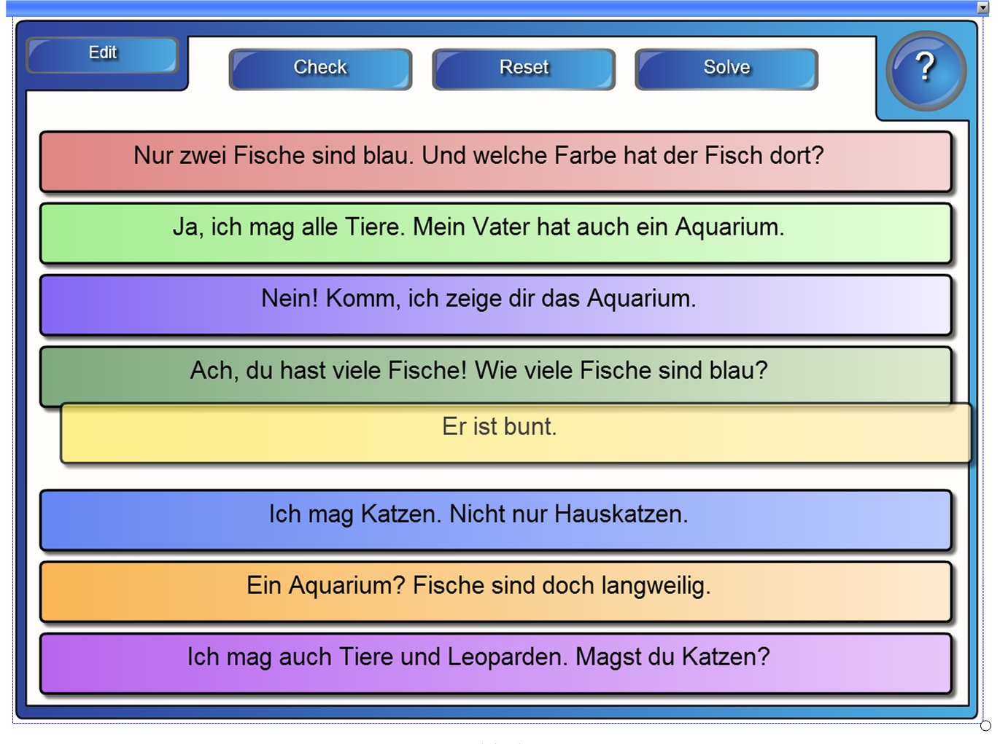 Edit
Check
Reset
Solve
?
Nur zwei Fische sind blau. Und welche Farbe hat der Fisch dort?
Ja, ich mag alle Tiere. Mein Vater hat auch ein Aquarium.
Nein! Komm, ich zeige dir das Aquarium.
Ach, du hast viele Fische! Wie viele Fische sind blau?
Er ist bunt.
Ich mag Katzen. Nicht nur Hauskatzen.
Ein Aquarium? Fische sind doch langweilig.
Ich mag auch Tiere und Leoparden. Magst du Katzen?